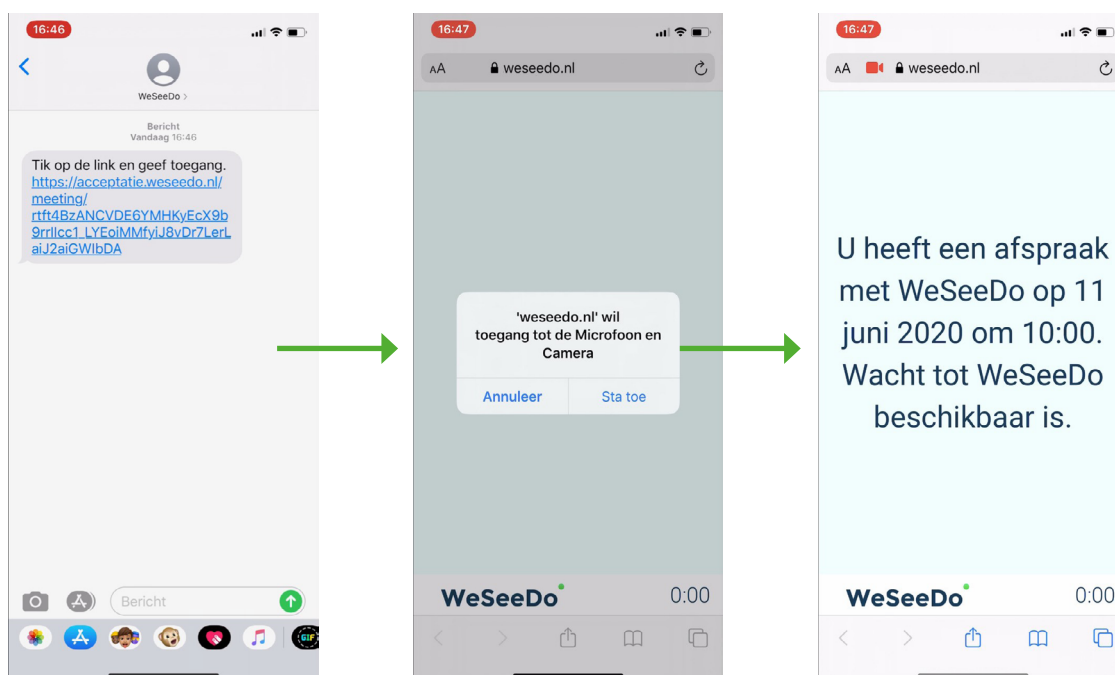 16:46
WeSeeDo >
Bericht
Vandaag 16:46
Tik op de link en geef toegang.
https://acceptatie.weseedo.nl/
meeting/
rtft4BzANCVDE6YMHKyEcX9b
9rrlIcc1_LYEoiMMfyiJ8vDr7LerL
aiJ2aiGWIbDA
Bericht
GIF
16:47
AA weseedo.nl
'weseedo.nl' wil
toegang tot de Microfoon en
Camera
Annuleer Sta toe
WeSeeDo 0:00
16:47
AA weseedo.nl
U heeft een afspraak
met WeSeeDo op 11
juni 2020 om 10:00.
Wacht tot WeSeeDo
beschikbaar is.
WeSeeDo 0:00